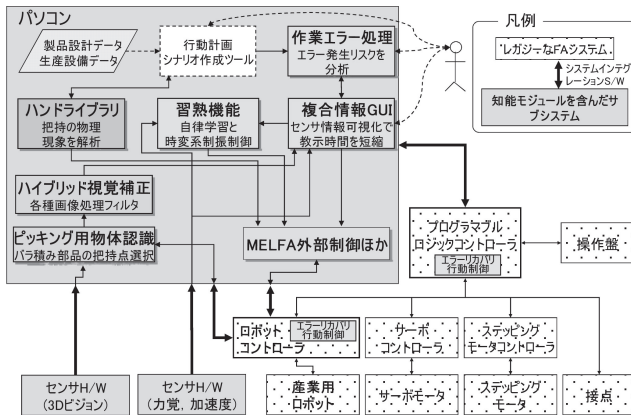 パソコン
製品設計データ
生産設備データ
行動計画
シナリオ作成ツール
作業エラー処理
エラー発生リスクを
分析
凡例
レガジーなFAシステム
システムインテグ
レーションS/W
知能モジュールを含んだサ
ブシステム
ハンドライブラリ
把持の物理
現象を解析
習熟機能
自律学習と
時変系制振制御
複合情報GUI
センサ情報可視化で
教示時間を短縮
ハイブリッド視覚補正
各種画像処理フィルタ
ピッキング用物体認識
バラ積み部品の把持点選択
MELFA外部制御ほか
プログラマブル
ロジックコントローラ
エラーリカバリ
行動制御
操作盤
ロボット
コントローラ
エラーリカバリ
行動制御
サーボ
コントローラ
ステッピング
モータコントローラ
センサH/W
(3Dビジョン)
センサH/W
(力覚, 加速度)
産業用
ロボット
サーボモータ
ステッピング
モータ
接点